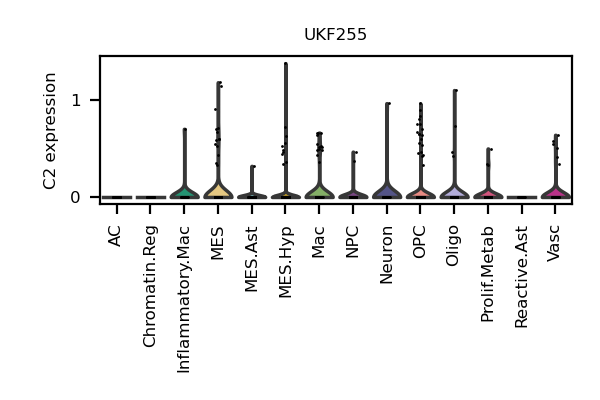 UKF255
C2 expression
1
0
AC
Chromatin.Reg
Inflammatory.Mac
MES
MES.Ast
MES.Hyp
Mac
NPC
Neuron
OPC
Oligo
Prolif.Metab
Reactive.Ast
Vasc